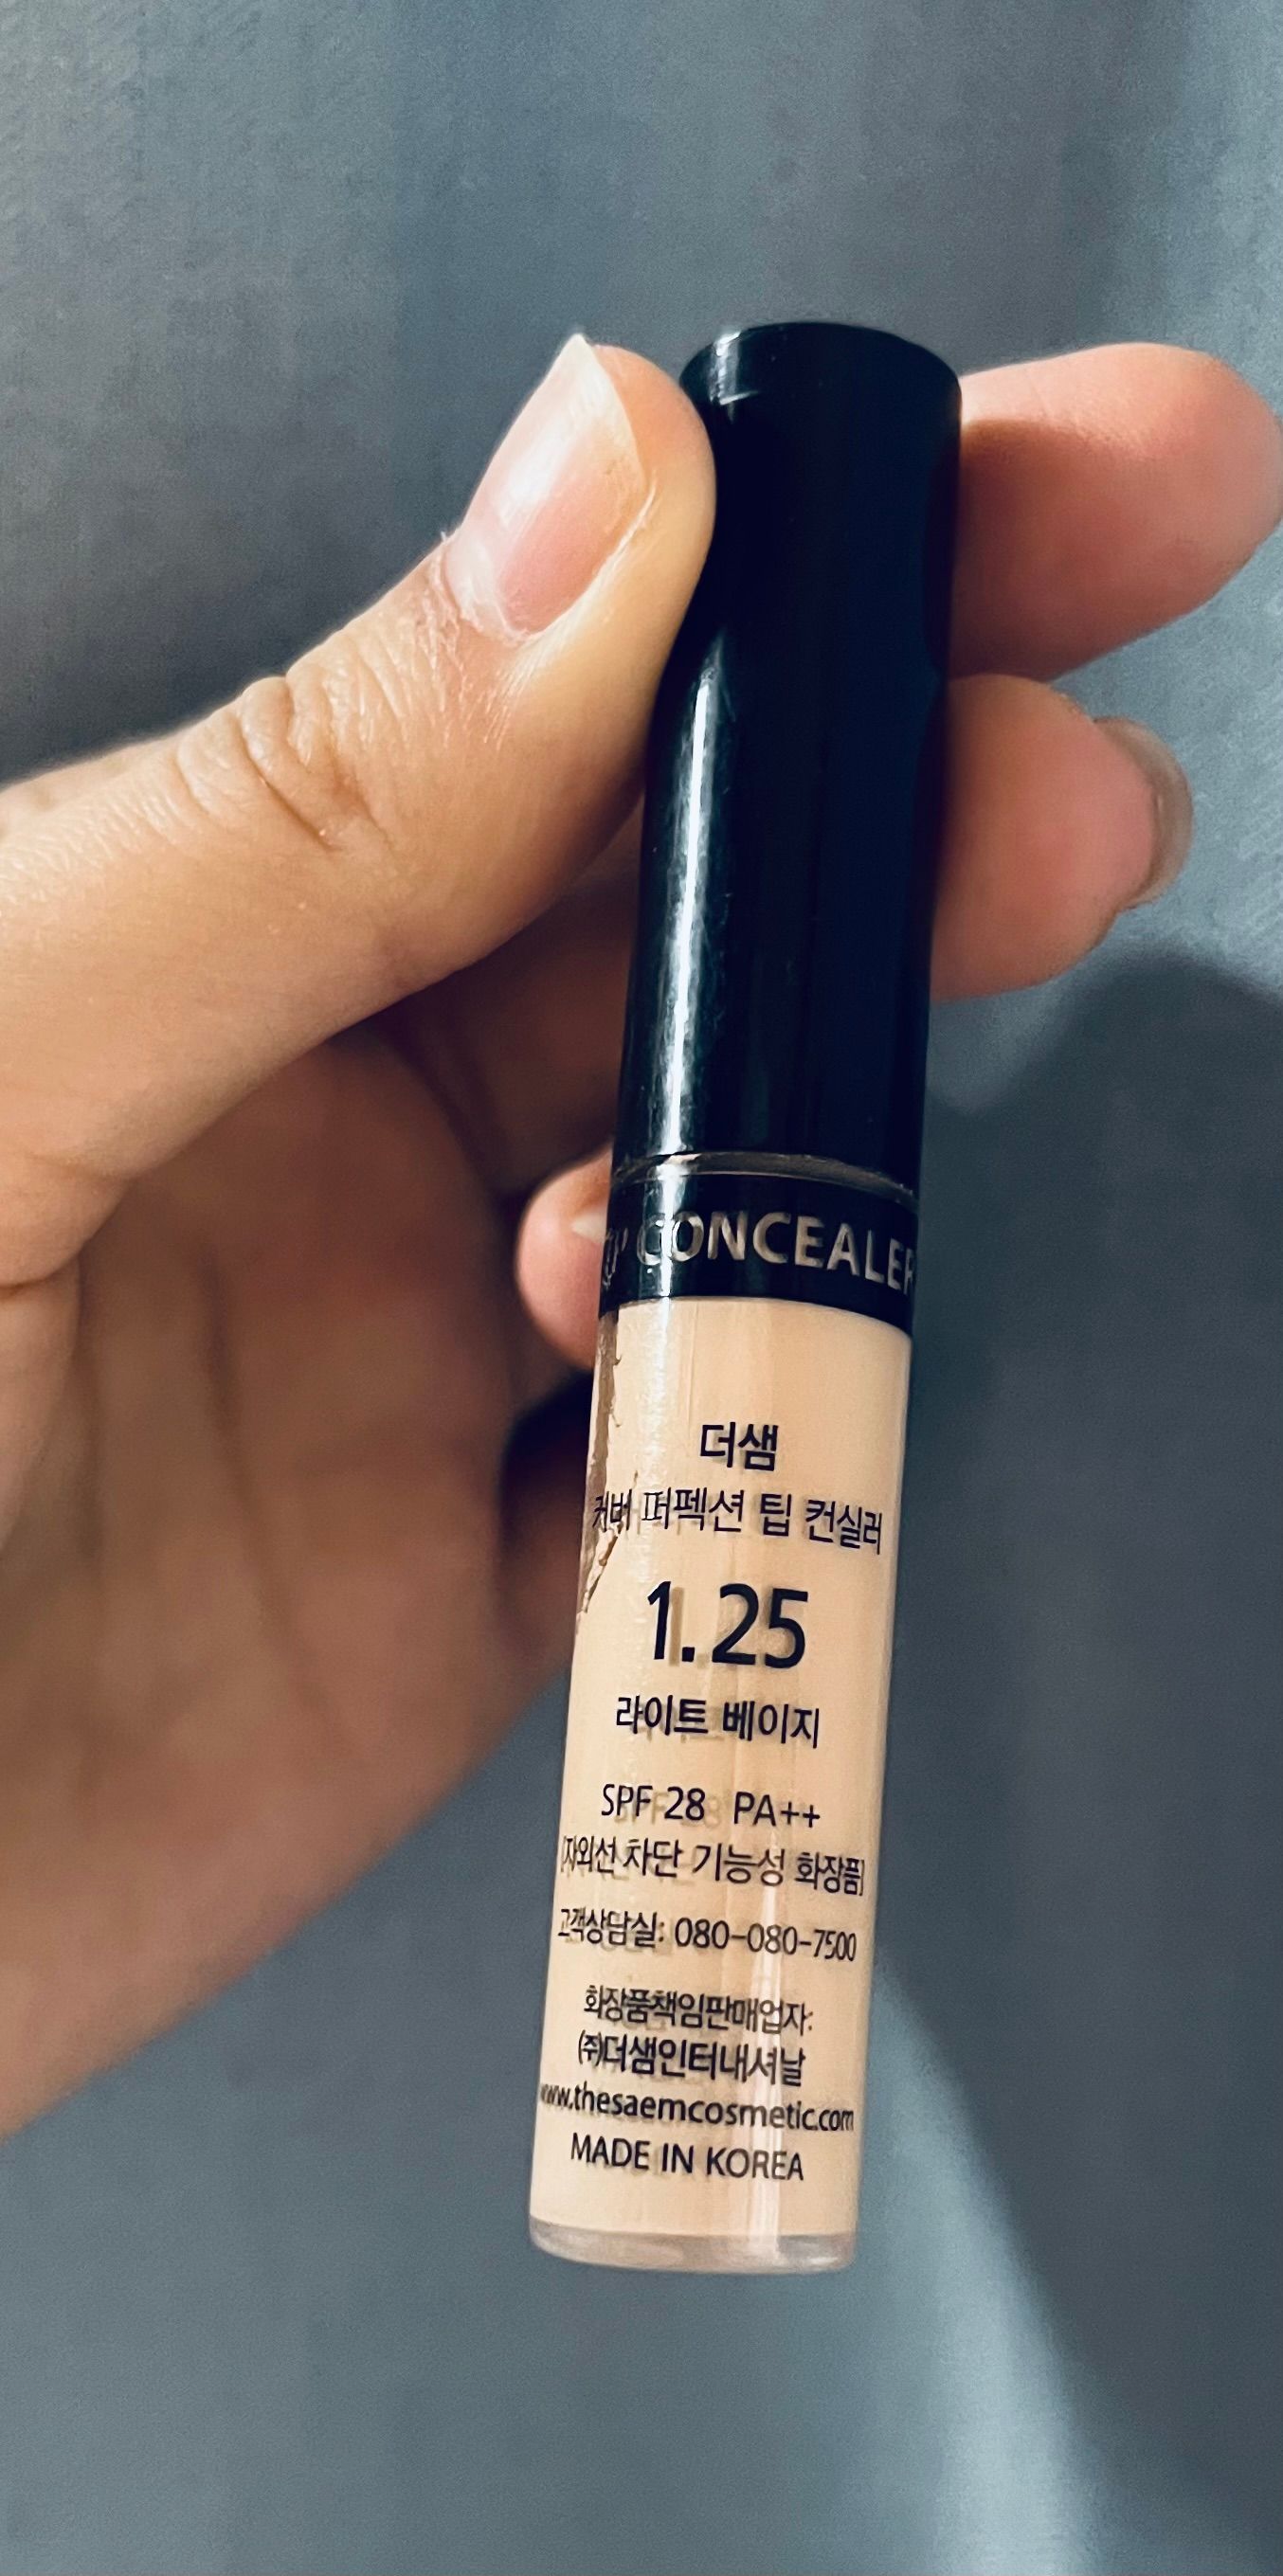 CONCEALER
더샘
커버 퍼펙션 팁 컨실러
1.25
라이트 베이지
SPF 28 PA++
[자외선 차단 기능성 화장품]
고객상담실: 080-080-7500
화장품책임판매업자:
(주)더샘인터내셔날
www.thesaemcosmetic.com
MADE IN KOREA